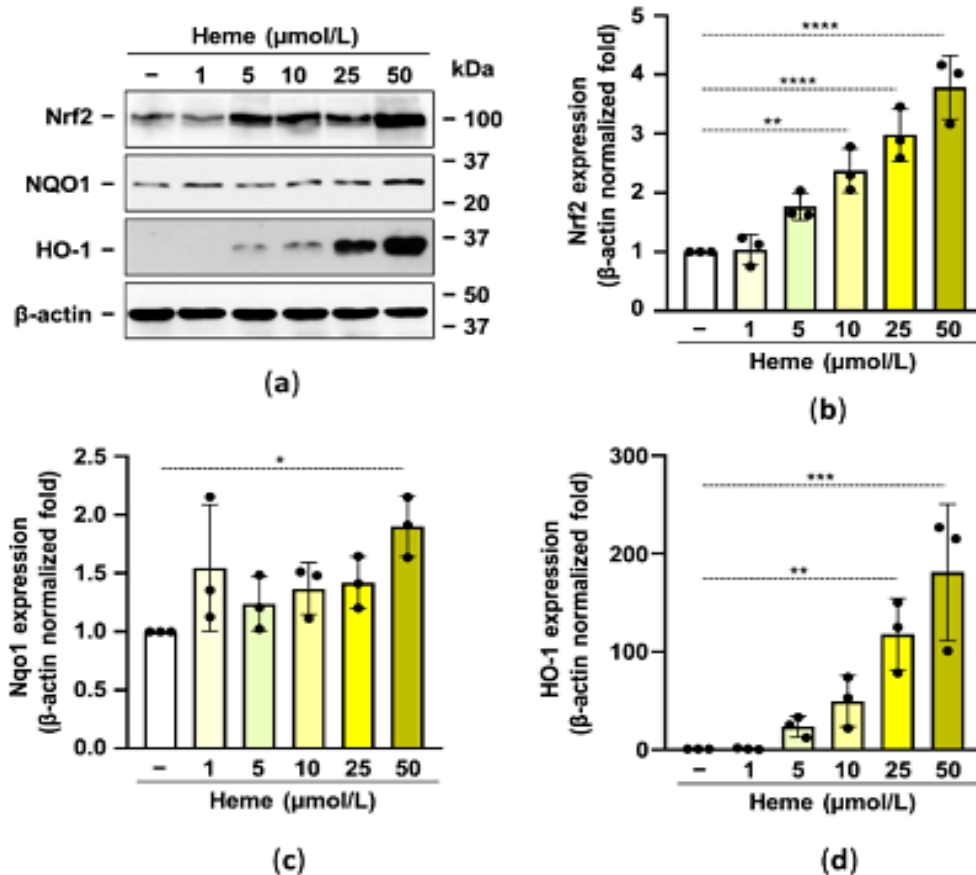 Heme (µmol/L)
– 1 5 10 25 50 kDa
Nrf2 – – 100
– 37
NQO1 –
– 20
– 37
HO-1 –
– 50
β-actin –
– 37
(a)
Nrf2 expression
(β-actin normalized fold)
5
4
3
2
1
0
****
****
**
– 1 5 10 25 50
Heme (µmol/L)
(b)
Nqo1 expression
(β-actin normalized fold)
2.5
2.0
1.5
1.0
0.5
0.0
*
– 1 5 10 25 50
Heme (µmol/L)
(c)
HO-1 expression
(β-actin normalized fold)
300
200
100
0
***
**
– 1 5 10 25 50
Heme (µmol/L)
(d)